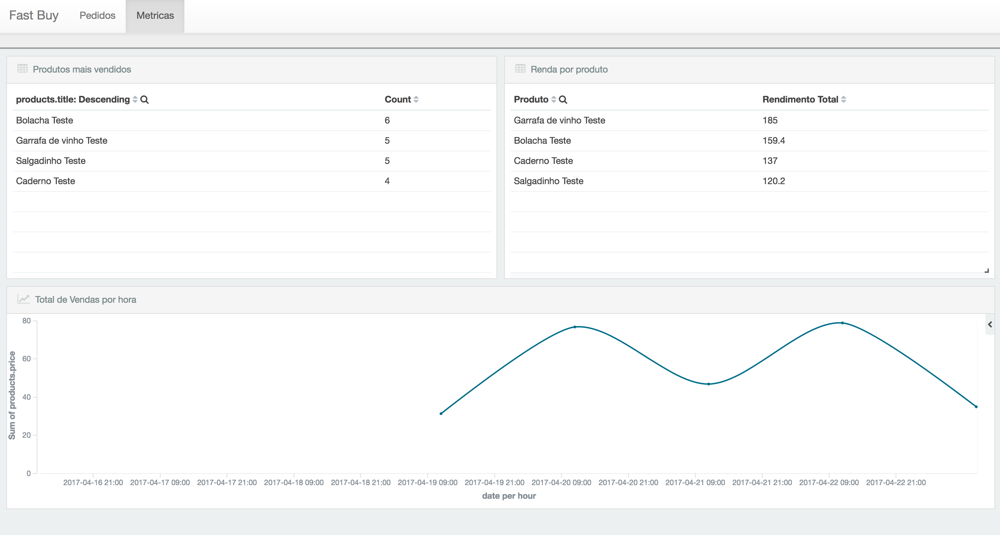 Fast Buy Pedidos Metricas
Produtos mais vendidos
products.title: Descending Count
Bolacha Teste 6
Garrafa de vinho Teste 5
Salgadinho Teste 5
Caderno Teste 4
Renda por produto
Produto Rendimento Total
Garrafa de vinho Teste 185
Bolacha Teste 159.4
Caderno Teste 137
Salgadinho Teste 120.2
Total de Vendas por hora
Sum of products.price
80
60
40
20
0
2017-04-16 21:00 2017-04-17 09:00 2017-04-17 21:00 2017-04-18 09:00 2017-04-18 21:00 2017-04-19 09:00 2017-04-19 21:00 2017-04-20 09:00 2017-04-20 21:00 2017-04-21 09:00 2017-04-21 21:00 2017-04-22 09:00 2017-04-22 21:00
date per hour